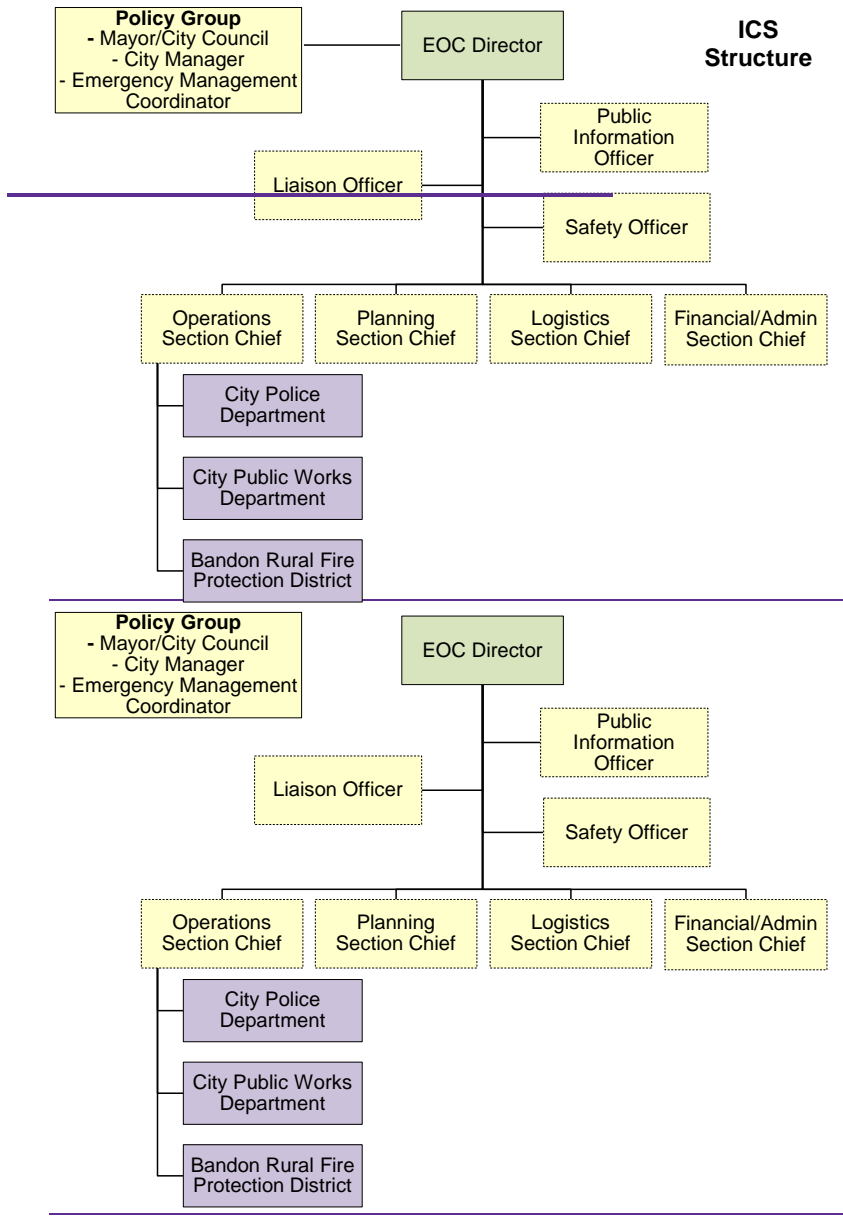 Policy Group
- Mayor/City Council
- City Manager
- Emergency Management
Coordinator
EOC Director
ICS
Structure
Public
Information
Officer
Liaison Officer
Safety Officer
Operations
Section Chief
Planning
Section Chief
Logistics
Section Chief
Financial/Admin
Section Chief
City Police
Department
City Public Works
Department
Bandon Rural Fire
Protection District
Policy Group
- Mayor/City Council
- City Manager
- Emergency Management
Coordinator
EOC Director
Public
Information
Officer
Liaison Officer
Safety Officer
Operations
Section Chief
Planning
Section Chief
Logistics
Section Chief
Financial/Admin
Section Chief
City Police
Department
City Public Works
Department
Bandon Rural Fire
Protection District